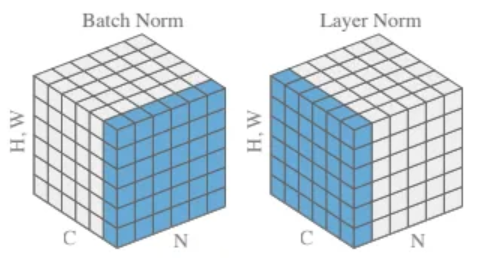 Batch Norm
Layer Norm
H, W
C
N
H, W
C
N